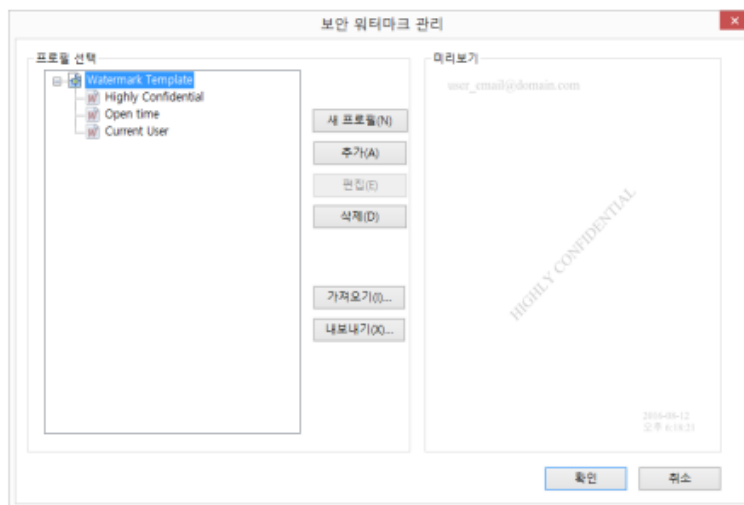 보안 워터마크 관리
프로필 선택
Watermark Template
Highly Confidential
Open time
Current User
새 프로필(N)
추가(A)
편집(E)
삭제(D)
가져오기(I)...
내보내기(X)...
미리보기
user_email@domain.com
HIGHLY CONFIDENTIAL
2016-08-12
오후 6:18:21
확인
취소